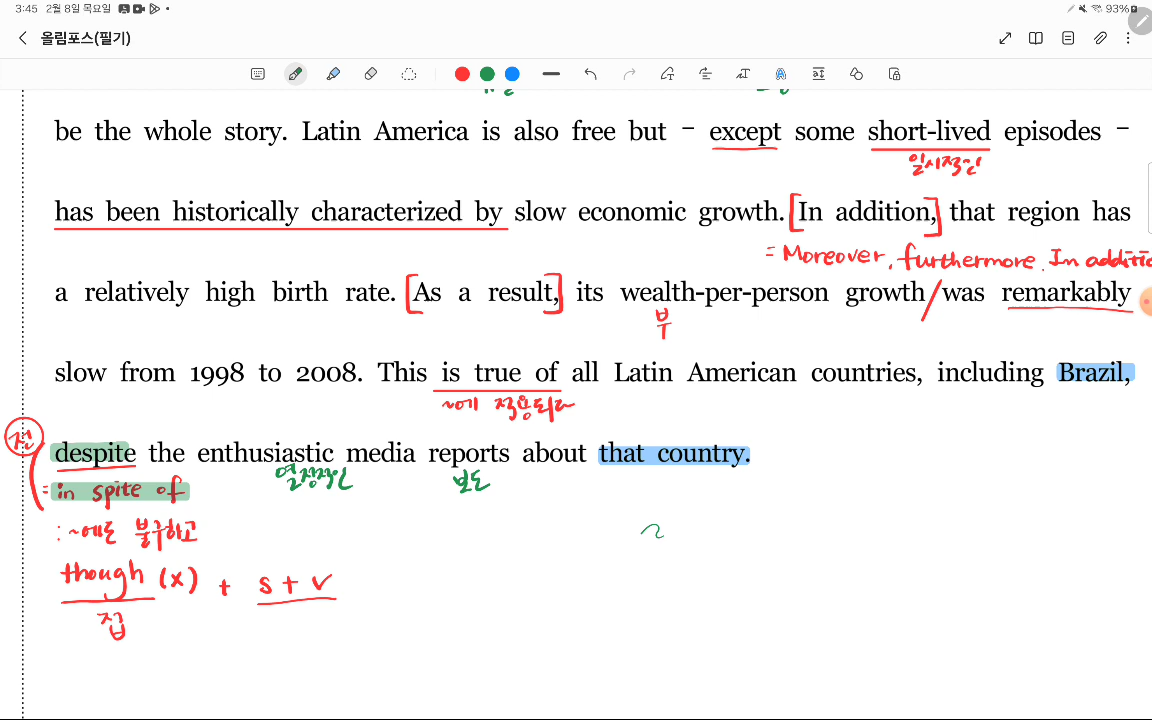 3:45 2월 8일 목요일 93%
올림포스(필기)
be the whole story. Latin America is also free but – except some short-lived episodes –
일시적인
has been historically characterized by slow economic growth. [In addition,] that region has
= Moreover, furthermore. In additio
a relatively high birth rate. [As a result,] its wealth-per-person growth / was remarkably
부
slow from 1998 to 2008. This is true of all Latin American countries, including Brazil,
~에 적용되다
전
despite the enthusiastic media reports about that country.
열정적인 보도
= in spite of
: ~에도 불구하고
though (x) + s + v
접